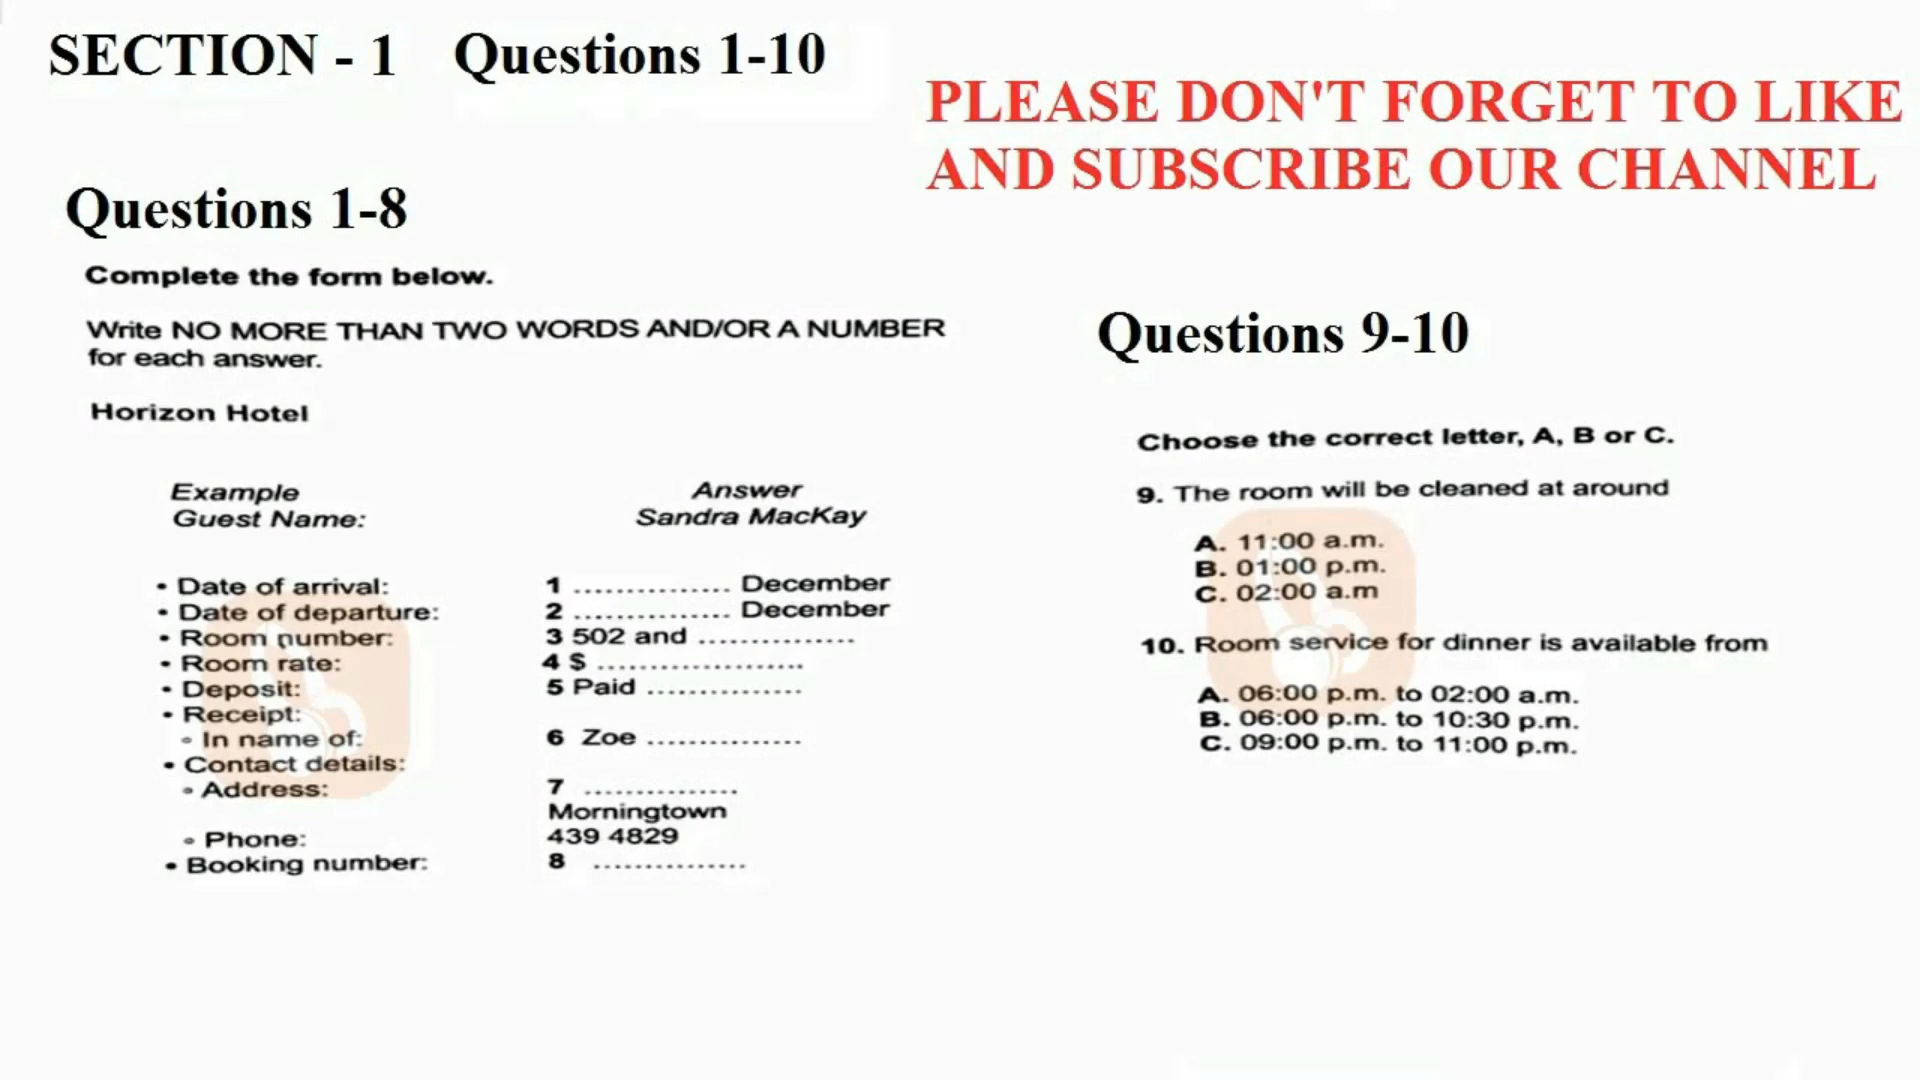 SECTION - 1 Questions 1-10
PLEASE DON'T FORGET TO LIKE
AND SUBSCRIBE OUR CHANNEL
Questions 1-8
Complete the form below.
Write NO MORE THAN TWO WORDS AND/OR A NUMBER
for each answer.
Horizon Hotel
Example Answer
Guest Name: Sandra MacKay
• Date of arrival: 1 ............... December
• Date of departure: 2 ............... December
• Room number: 3 502 and ...............
• Room rate: 4 $ ....................
• Deposit: 5 Paid ...............
• Receipt:
◦ In name of: 6 Zoe ...............
• Contact details:
◦ Address: 7 ...............
Morningtown
◦ Phone: 439 4829
• Booking number: 8 ...............
Questions 9-10
Choose the correct letter, A, B or C.
9. The room will be cleaned at around
A. 11:00 a.m.
B. 01:00 p.m.
C. 02:00 a.m
10. Room service for dinner is available from
A. 06:00 p.m. to 02:00 a.m.
B. 06:00 p.m. to 10:30 p.m.
C. 09:00 p.m. to 11:00 p.m.